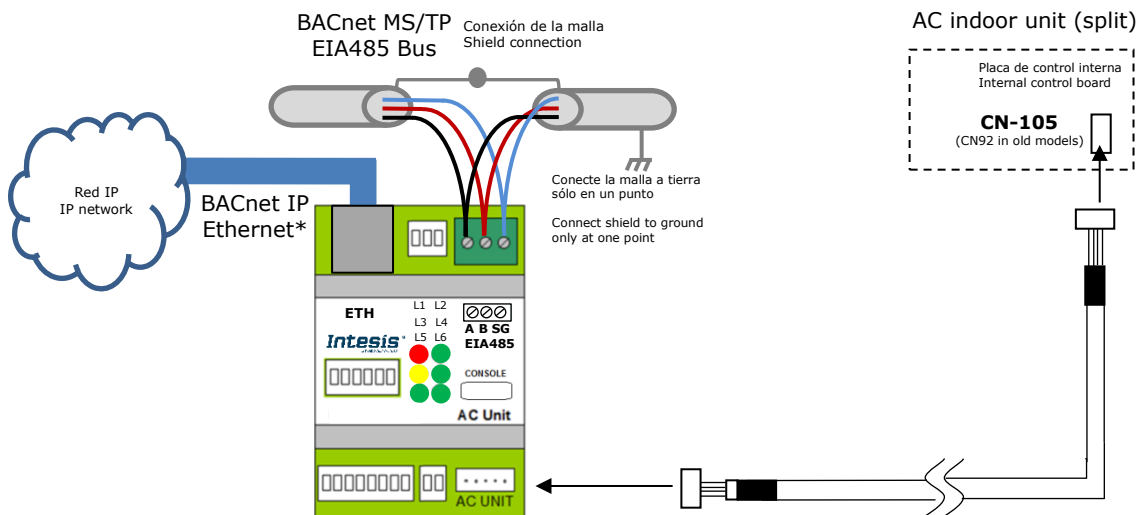 BACnet MS/TP
EIA485 Bus
Conexión de la malla
Shield connection
AC indoor unit (split)
Placa de control interna
Internal control board
CN-105
(CN92 in old models)
Red IP
IP network
BACnet IP
Ethernet*
Conecte la malla a tierra
sólo en un punto
Connect shield to ground
only at one point
ETH
L1 L2
L3 L4
L5 L6
A B SG
EIA485
Intesis
CONSOLE
AC Unit
AC UNIT